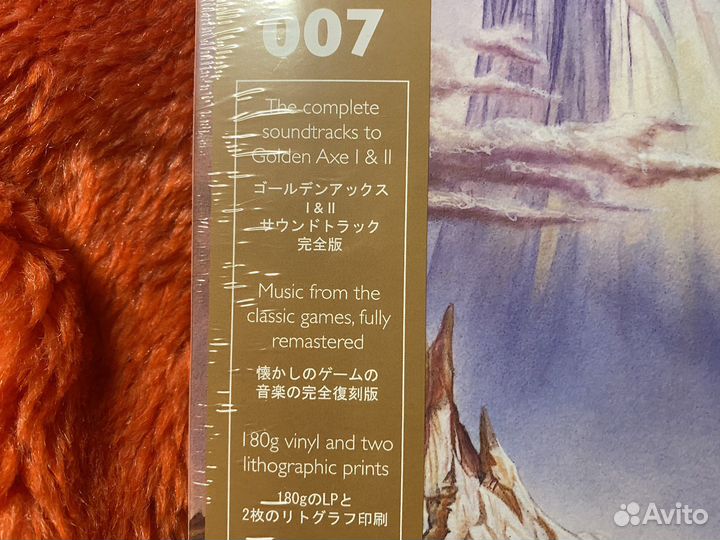 007
The complete
soundtracks to
Golden Axe I & II
ゴールデンアックス
I & II
サウンドトラック
完全版
Music from the
classic games, fully
remastered
懐かしのゲームの
音楽の完全復刻版
180g vinyl and two
lithographic prints
180gのLPと
2枚のリトグラフ印刷
Avito